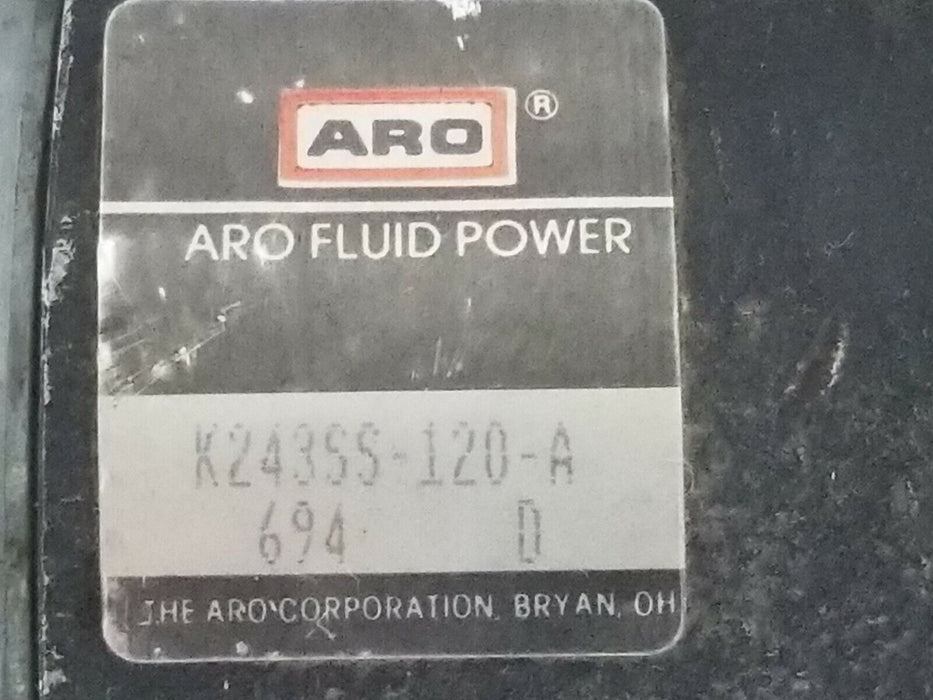 ARO ®
ARO FLUID POWER
K243SS-120-A
694 D
THE ARO CORPORATION, BRYAN, OH